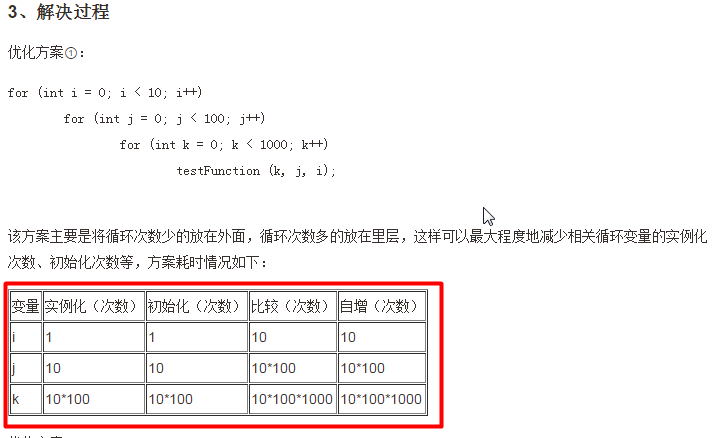 3、解决过程
优化方案①：
for (int i = 0; i < 10; i++)
for (int j = 0; j < 100; j++)
for (int k = 0; k < 1000; k++)
testFunction (k, j, i);
该方案主要是将循环次数少的放在外面，循环次数多的放在里层，这样可以最大程度地减少相关循环变量的实例化
次数、初始化次数等，方案耗时情况如下：
变量 实例化（次数） 初始化（次数） 比较（次数） 自增（次数）
i 1 1 10 10
j 10 10 10*100 10*100
k 10*100 10*100 10*100*1000 10*100*1000